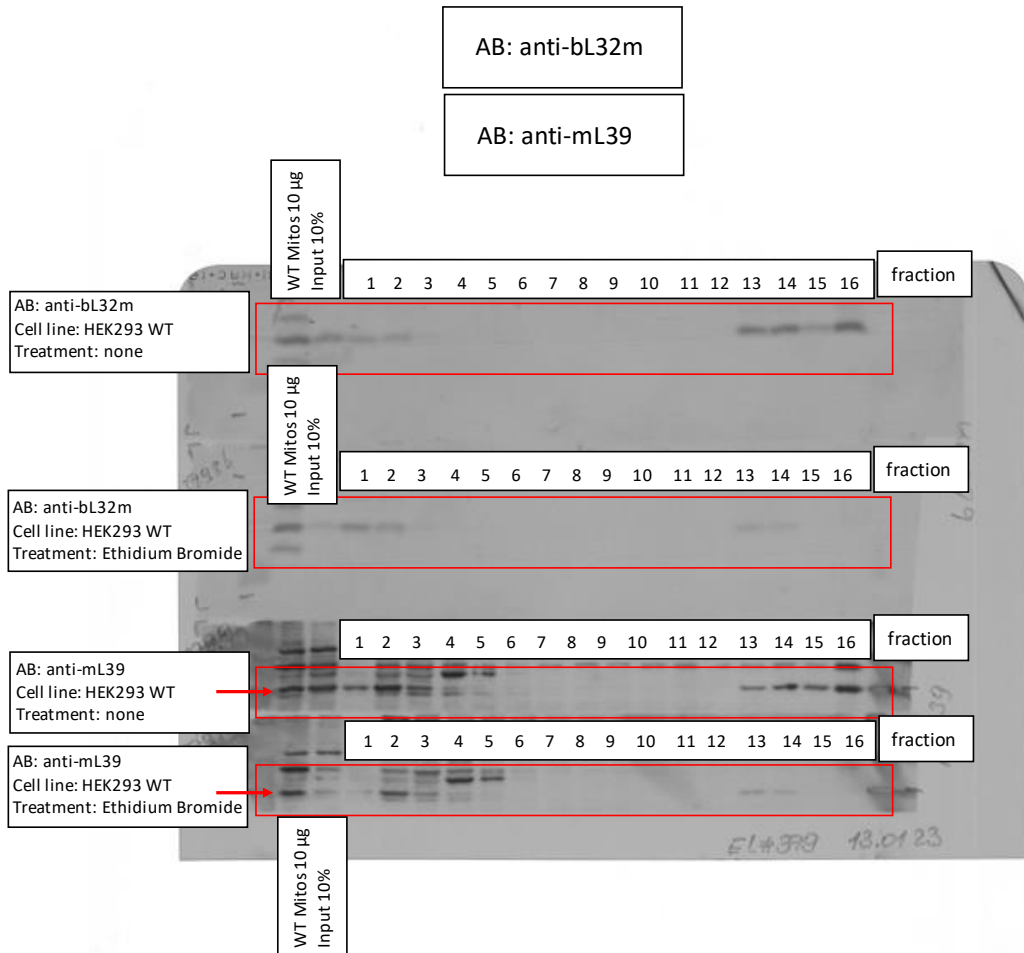 AB: anti-bL32m
AB: anti-mL39
WT Mitos 10 µg
Input 10%
1 2 3 4 5 6 7 8 9 10 11 12 13 14 15 16
fraction
AB: anti-bL32m
Cell line: HEK293 WT
Treatment: none
WT Mitos 10 µg
Input 10%
1 2 3 4 5 6 7 8 9 10 11 12 13 14 15 16
fraction
AB: anti-bL32m
Cell line: HEK293 WT
Treatment: Ethidium Bromide
1 2 3 4 5 6 7 8 9 10 11 12 13 14 15 16
fraction
AB: anti-mL39
Cell line: HEK293 WT
Treatment: none
1 2 3 4 5 6 7 8 9 10 11 12 13 14 15 16
fraction
AB: anti-mL39
Cell line: HEK293 WT
Treatment: Ethidium Bromide
WT Mitos 10 µg
Input 10%
EL#379 13.01 23